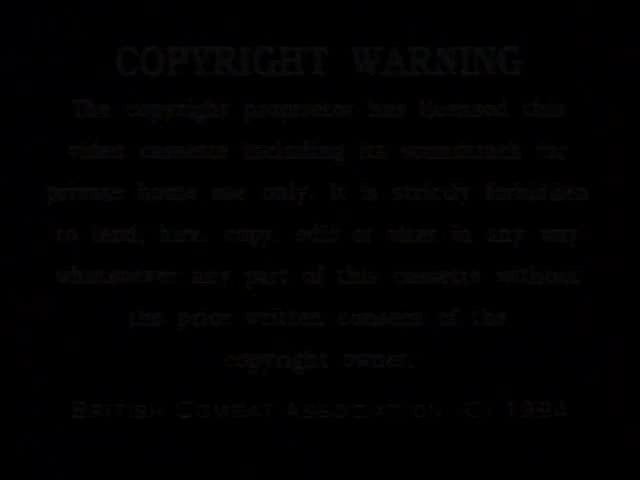 COPYRIGHT WARNING
The copyright proprietor has licensed this
video cassette including its soundtrack for
private home use only. It is strictly forbidden
to lend, hire, copy, edit or alter in any way
whatsoever any part of this cassette without
the prior written consent of the
copyright owner.
BRITISH COMBAT ASSOCIATION (C) 1994